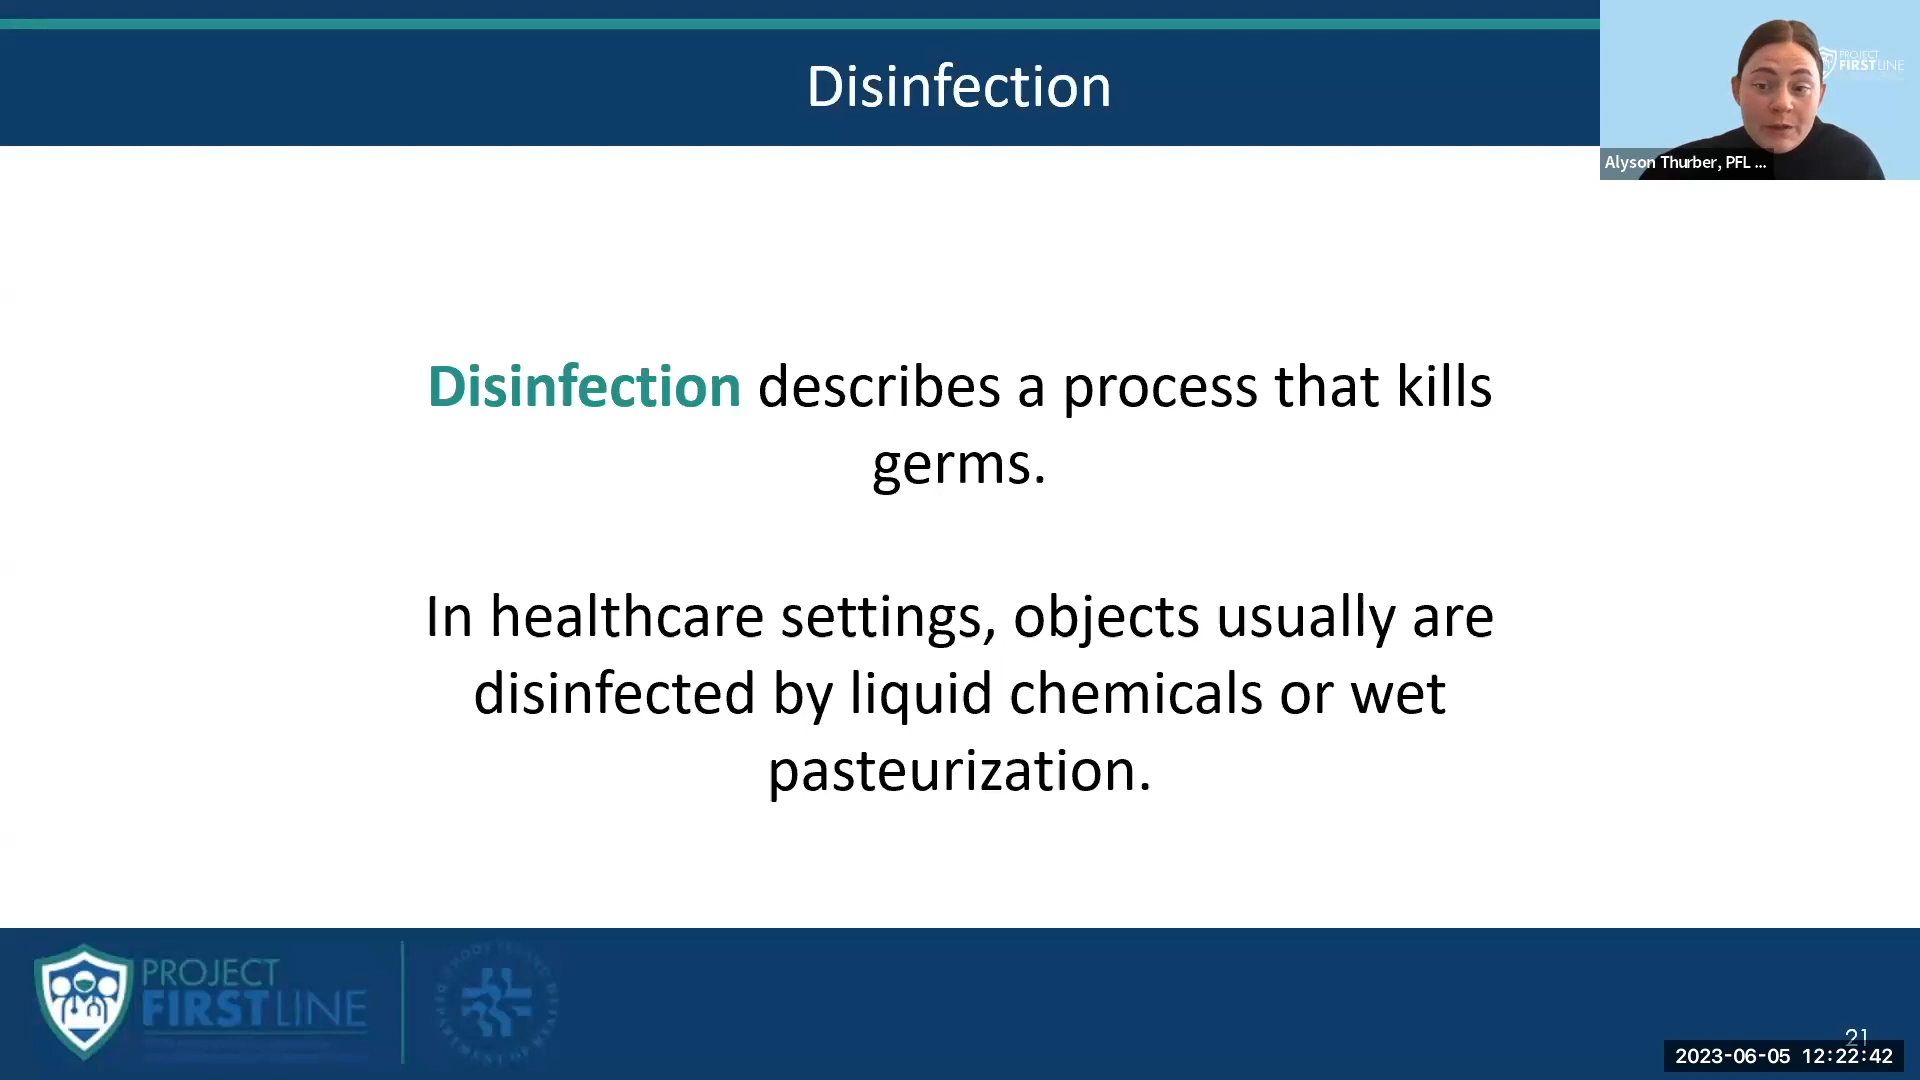 Disinfection
PROJECT
FIRSTLINE
Alyson Thurber, PFL ...
Disinfection describes a process that kills
germs.
In healthcare settings, objects usually are
disinfected by liquid chemicals or wet
pasteurization.
PROJECT
FIRSTLINE
21
2023-06-05 12:22:42